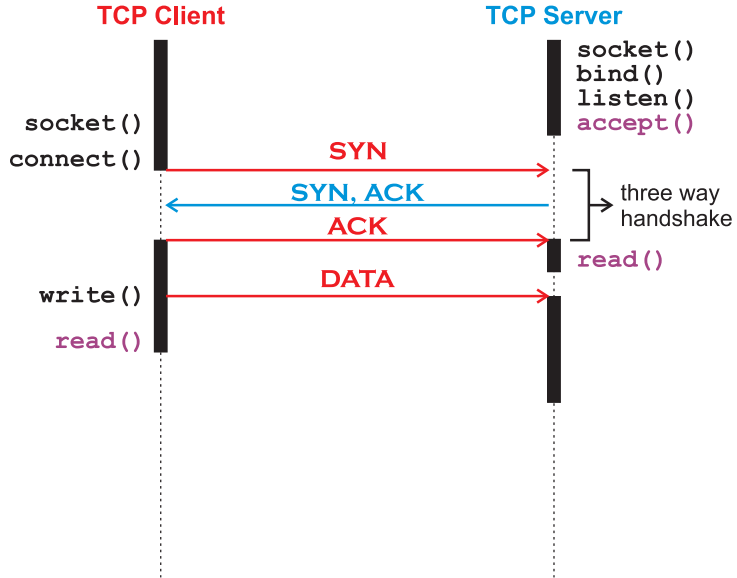 TCP Client
TCP Server
socket()
bind()
listen()
accept()
socket()
connect()
SYN
SYN, ACK
three way
handshake
ACK
read()
DATA
write()
read()